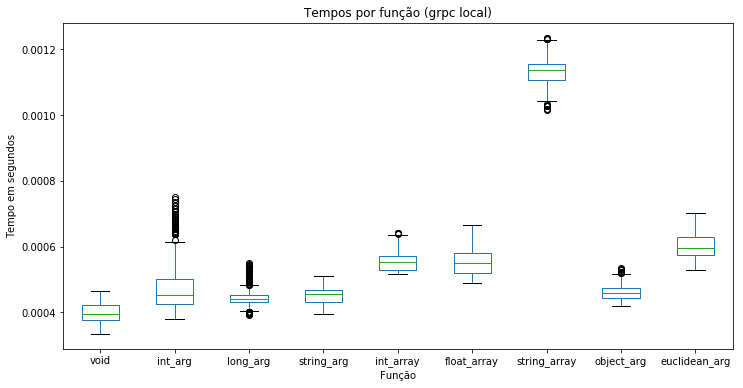 Tempos por função (grpc local)
0.0012
0.0010
0.0008
0.0006
0.0004
Tempo em segundos
void int_arg long_arg string_arg int_array float_array string_array object_arg euclidean_arg
Função